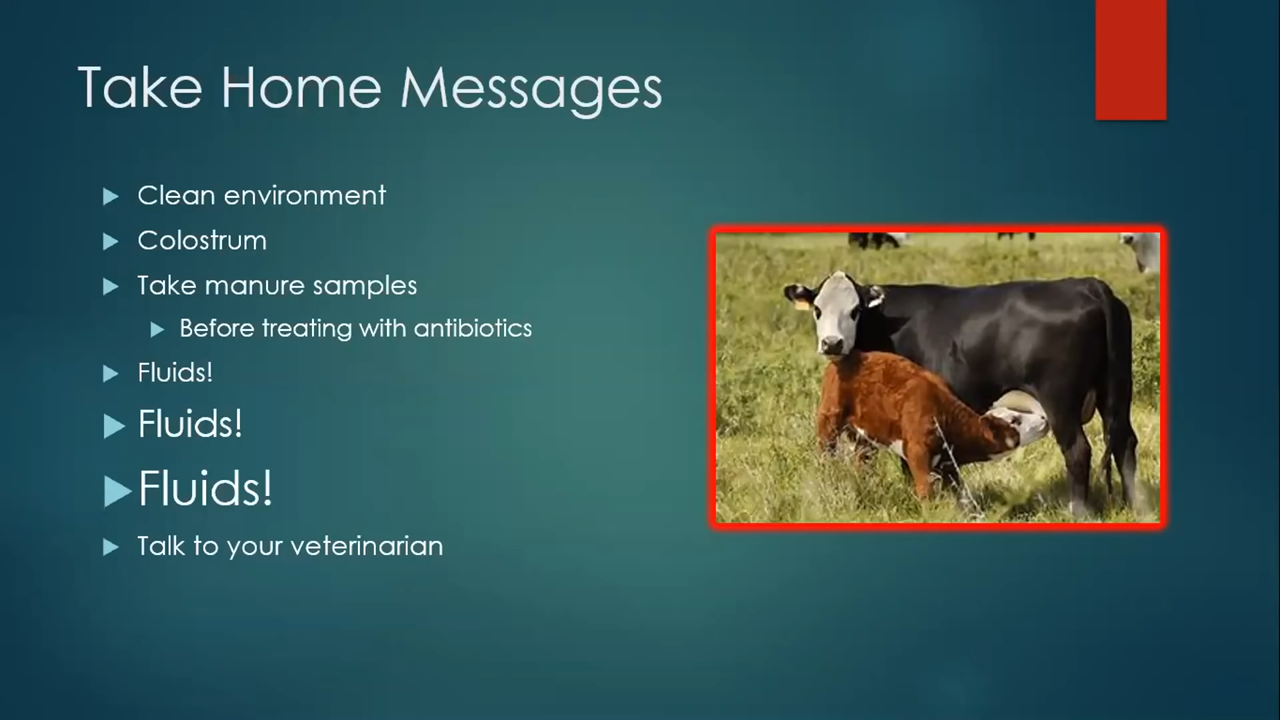 Take Home Messages
Clean environment
Colostrum
Take manure samples
Before treating with antibiotics
Fluids!
Fluids!
Fluids!
Talk to your veterinarian